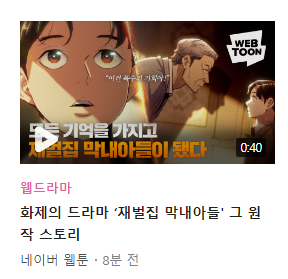 WEB
TOON
"이건 복수의 기회야!"
모든 기억을 가지고
재벌집 막내아들이 됐다
0:40
웹드라마
화제의 드라마 ‘재벌집 막내아들’ 그 원
작 스토리
네이버 웹툰 · 8분 전